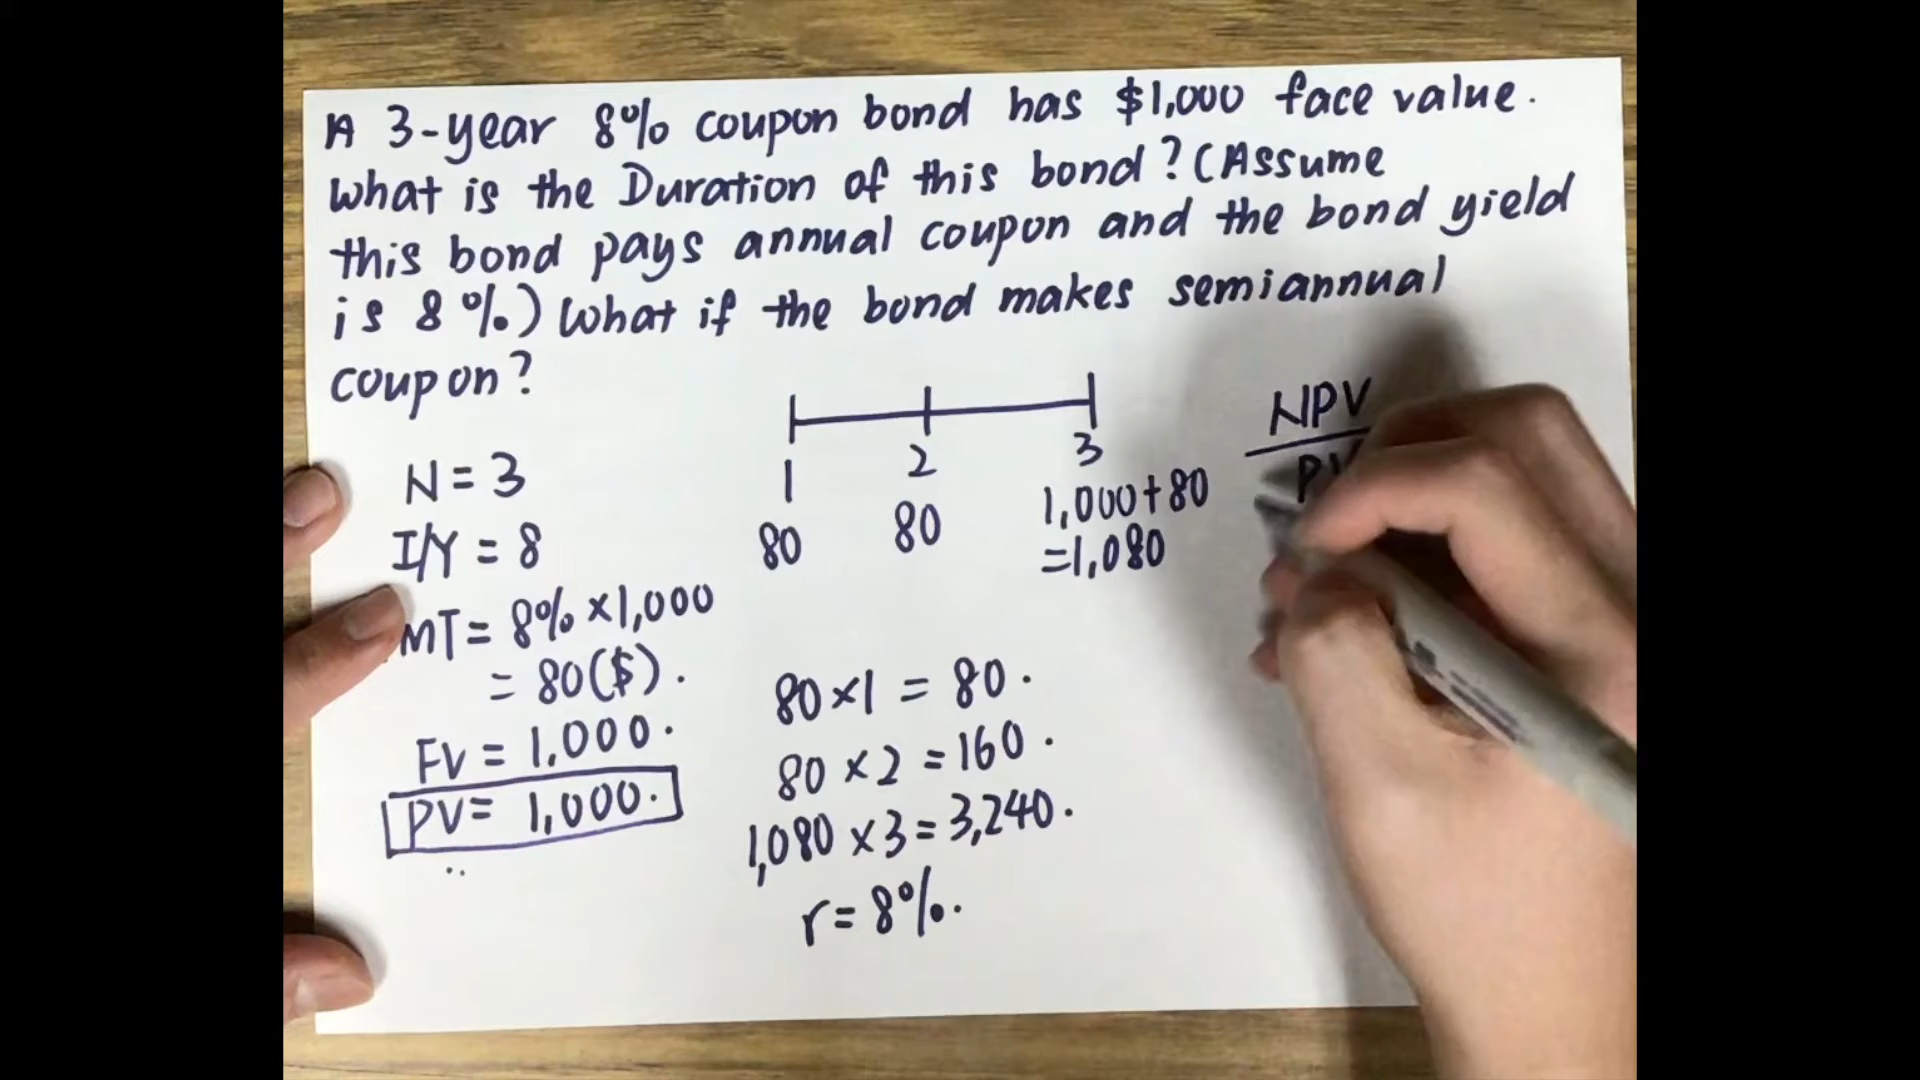 A 3-year 8% coupon bond has $1,000 face value.
What is the Duration of this bond? (Assume
this bond pays annual coupon and the bond yield
is 8%.) What if the bond makes semiannual
coupon?
N = 3
I/Y = 8
MT = 8% × 1,000
= 80($).
FV = 1,000.
PV = 1,000.
1 2 3
80 80 1,000+80
=1,080
80 × 1 = 80.
80 × 2 = 160.
1,080 × 3 = 3,240.
r = 8%.
NPV
PV